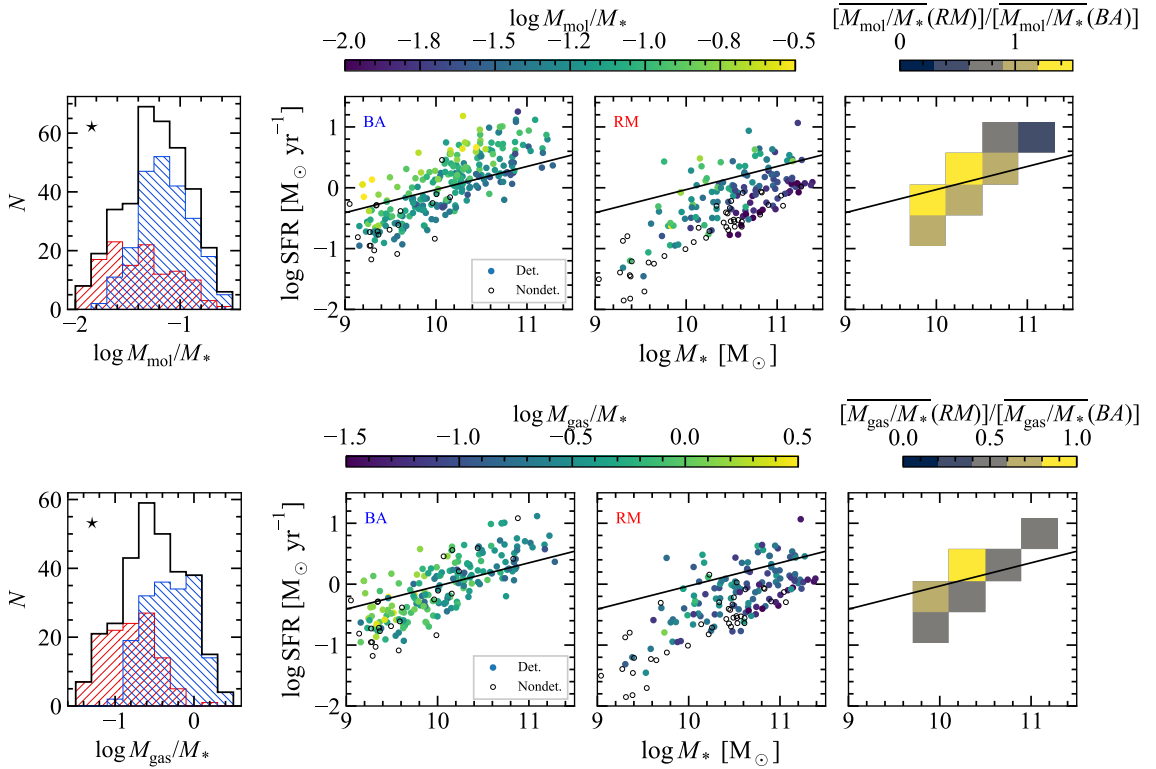 log M_mol/M_*
[M_mol/M_*(RM)]/[M_mol/M_*(BA)]
−2.0 −1.8 −1.5 −1.2 −1.0 −0.8 −0.5
0 1
60
40
20
0
N
★
−2 −1
log M_mol/M_*
log SFR [M_⊙ yr^−1]
1
0
−1
−2
BA
Det.
Nondet.
9 10 11
RM
9 10 11
log M_* [M_⊙]
9 10 11
log M_gas/M_*
[M_gas/M_*(RM)]/[M_gas/M_*(BA)]
−1.5 −1.0 −0.5 0.0 0.5
0.0 0.5 1.0
60
40
20
0
N
★
−1 0
log M_gas/M_*
log SFR [M_⊙ yr^−1]
1
0
−1
−2
BA
Det.
Nondet.
9 10 11
RM
9 10 11
log M_* [M_⊙]
9 10 11